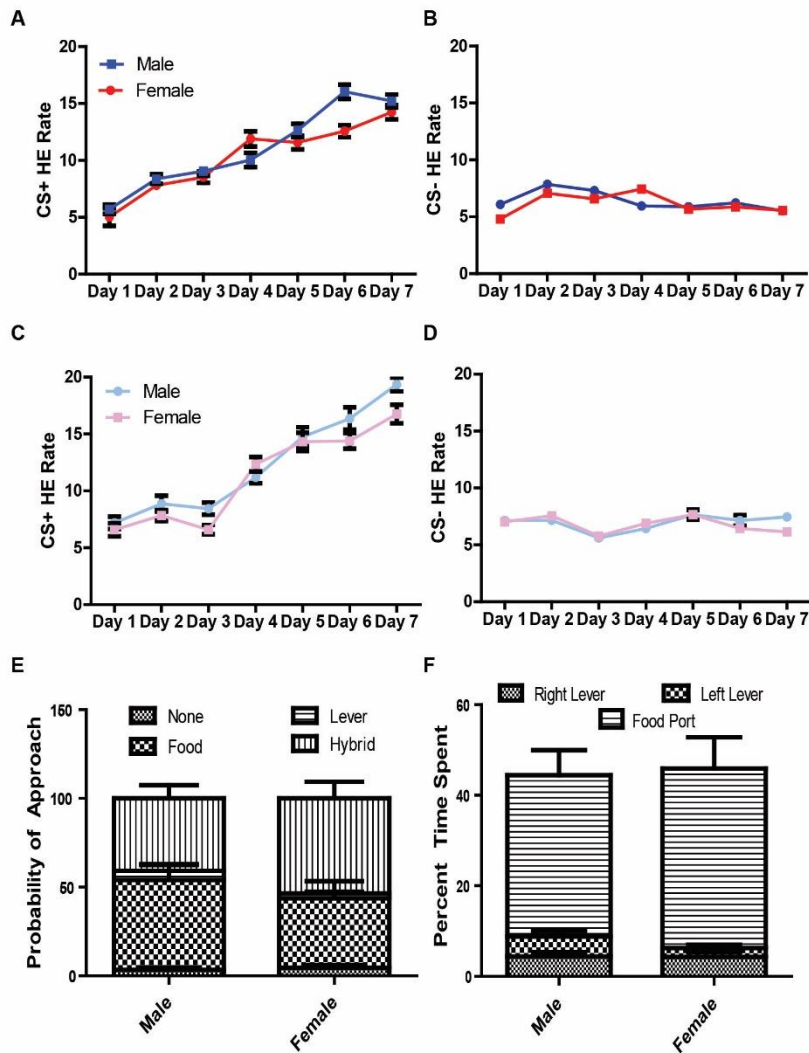 A
B
20
15
10
5
0
CS+ HE Rate
Male
Female
Day 1 Day 2 Day 3 Day 4 Day 5 Day 6 Day 7
20
15
10
5
0
CS- HE Rate
Day 1 Day 2 Day 3 Day 4 Day 5 Day 6 Day 7
C
D
20
15
10
5
0
CS+ HE Rate
Male
Female
Day 1 Day 2 Day 3 Day 4 Day 5 Day 6 Day 7
20
15
10
5
0
CS- HE Rate
Day 1 Day 2 Day 3 Day 4 Day 5 Day 6 Day 7
E
F
150
100
50
0
Probability of Approach
None
Lever
Food
Hybrid
Male
Female
Right Lever
Left Lever
Food Port
60
40
20
0
Percent Time Spent
Male
Female